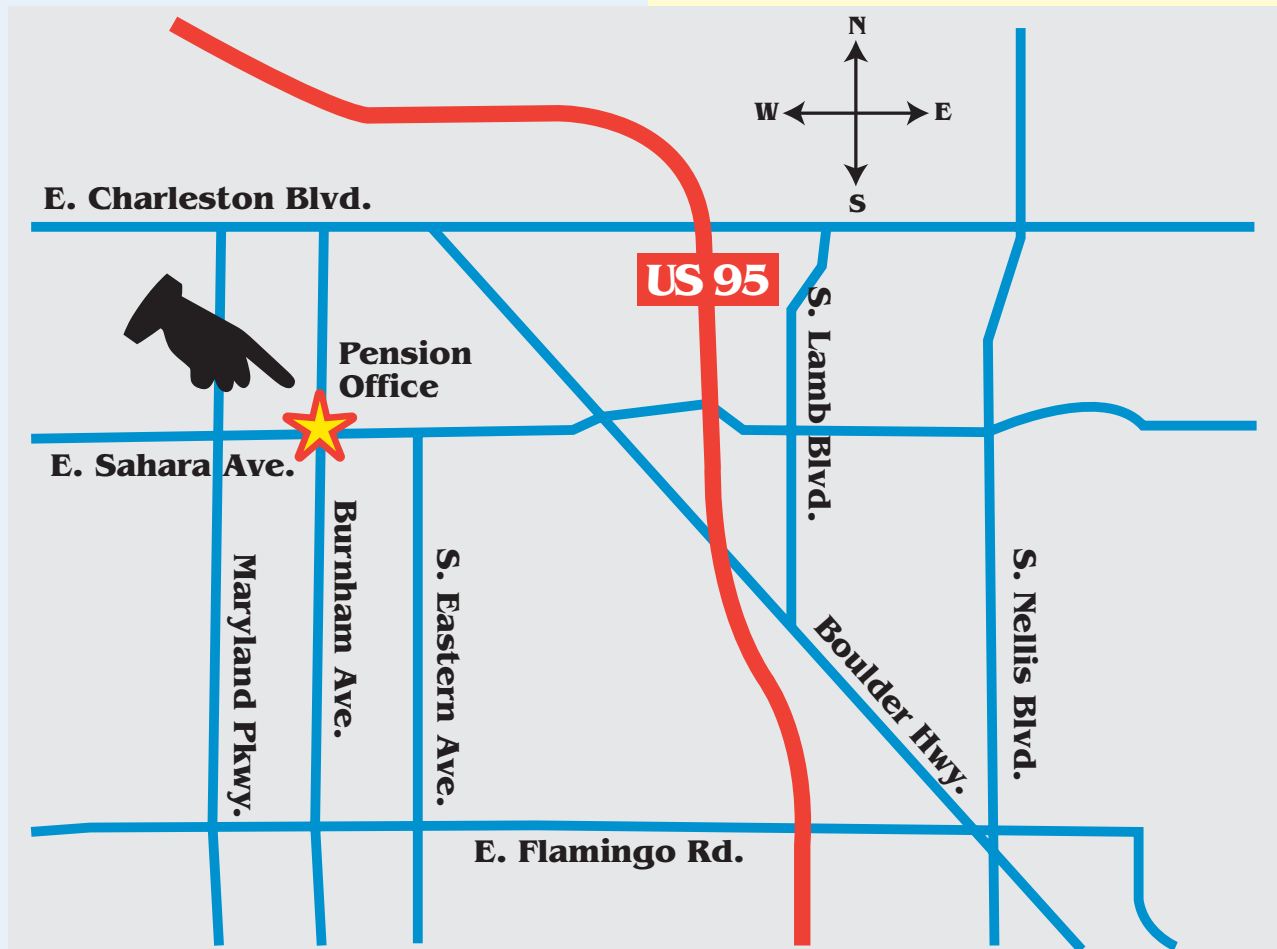 N
W
E
S
E. Charleston Blvd.
US 95
Pension
Office
S. Lamb Blvd.
E. Sahara Ave.
Burnham Ave.
Maryland Pkwy.
S. Eastern Ave.
S. Nellis Blvd.
Boulder Hwy.
E. Flamingo Rd.